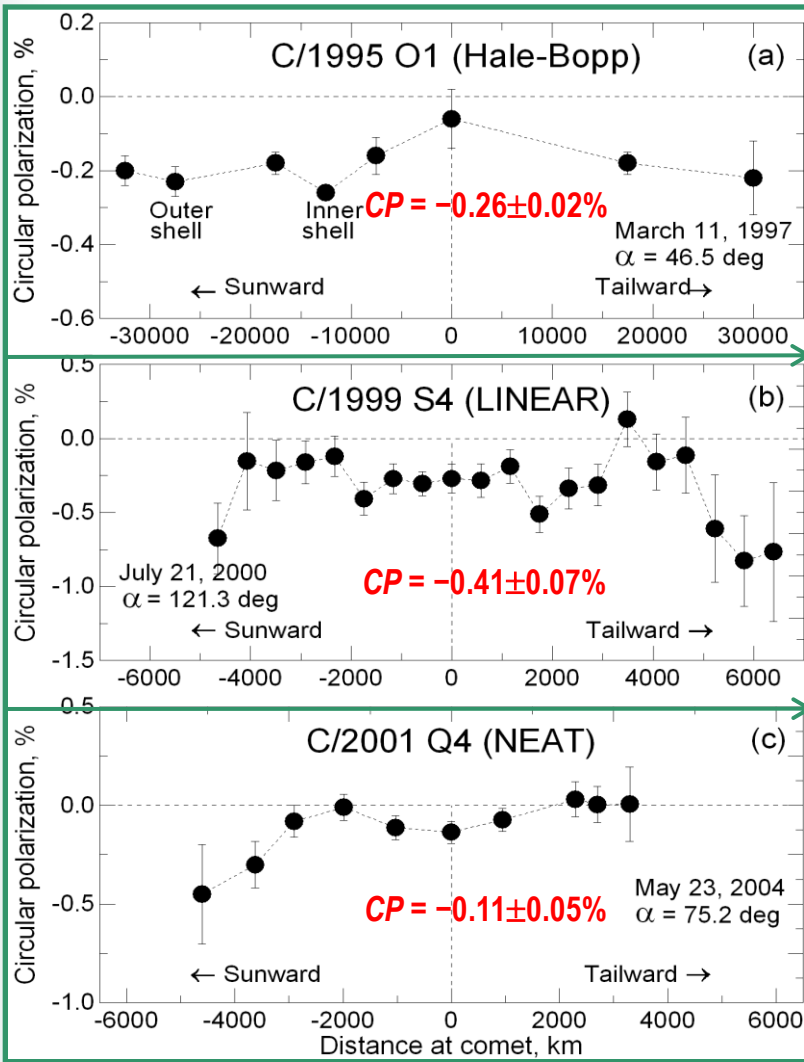 C/1995 O1 (Hale-Bopp)
(a)
Circular polarization, %
0.2
0.0
-0.2
-0.4
-0.6
Outer
shell
Inner
shell
CP = −0.26±0.02%
March 11, 1997
α = 46.5 deg
← Sunward
Tailward→
-30000 -20000 -10000 0 10000 20000 30000
C/1999 S4 (LINEAR)
(b)
Circular polarization, %
0.5
0.0
-0.5
-1.0
-1.5
July 21, 2000
α = 121.3 deg
CP = −0.41±0.07%
← Sunward
Tailward →
-6000 -4000 -2000 0 2000 4000 6000
C/2001 Q4 (NEAT)
(c)
Circular polarization, %
0.5
0.0
-0.5
-1.0
CP = −0.11±0.05%
May 23, 2004
α = 75.2 deg
← Sunward
Tailward →
-6000 -4000 -2000 0 2000 4000 6000
Distance at comet, km